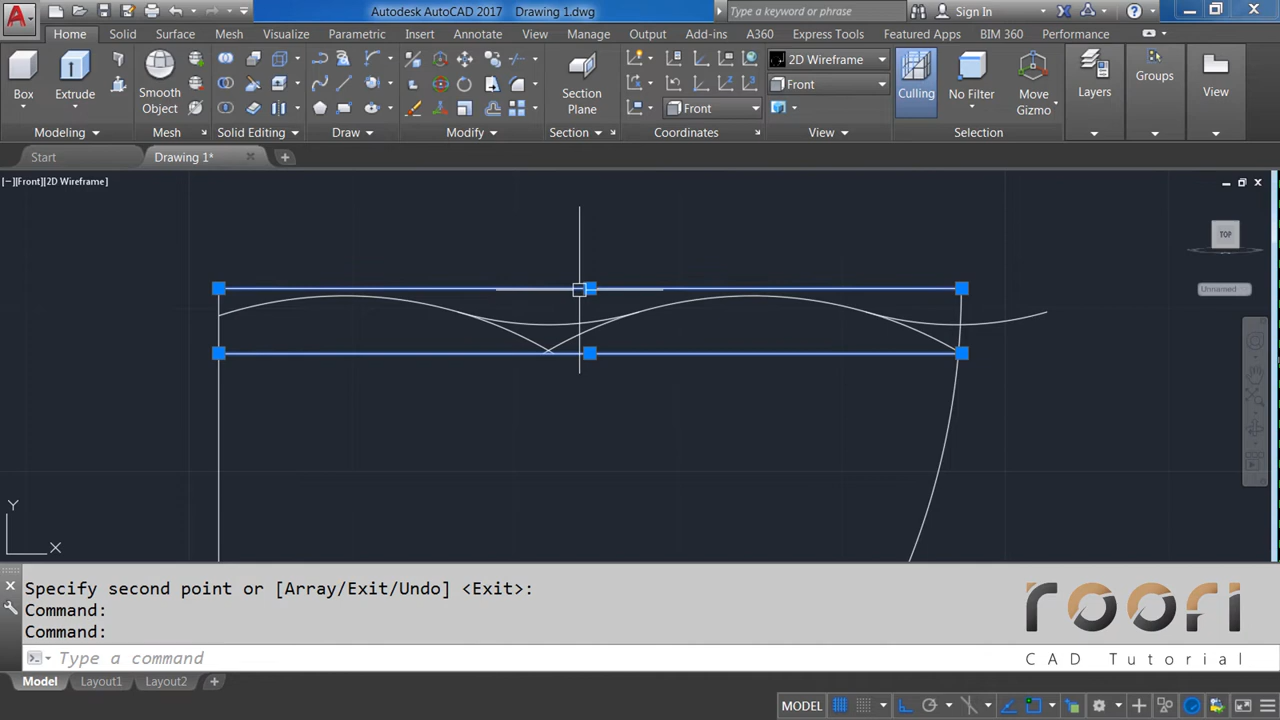 Autodesk AutoCAD 2017 Drawing 1.dwg
Type a keyword or phrase
Sign In
Home Solid Surface Mesh Visualize Parametric Insert Annotate View Manage Output Add-ins A360 Express Tools Featured Apps BIM 360 Performance
Box
Extrude
Smooth Object
Section Plane
Front
2D Wireframe
Front
Culling
No Filter
Move Gizmo
Layers
Groups
View
Modeling Mesh Solid Editing Draw Modify Section Coordinates View Selection
Start Drawing 1*
[−][Front][2D Wireframe]
TOP
Unnamed
Y
X
Specify second point or [Array/Exit/Undo] <Exit>:
Command:
Command:
Type a command
roori
CAD Tutorial
Model Layout1 Layout2
MODEL